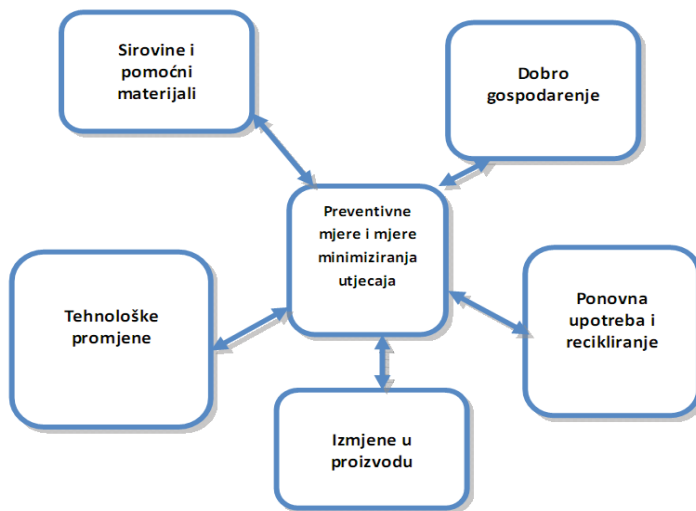 Sirovine i
pomoćni
materijali
Dobro
gospodarenje
Preventivne
mjere i mjere
minimiziranja
utjecaja
Tehnološke
promjene
Ponovna
upotreba i
recikliranje
Izmjene u
proizvodu